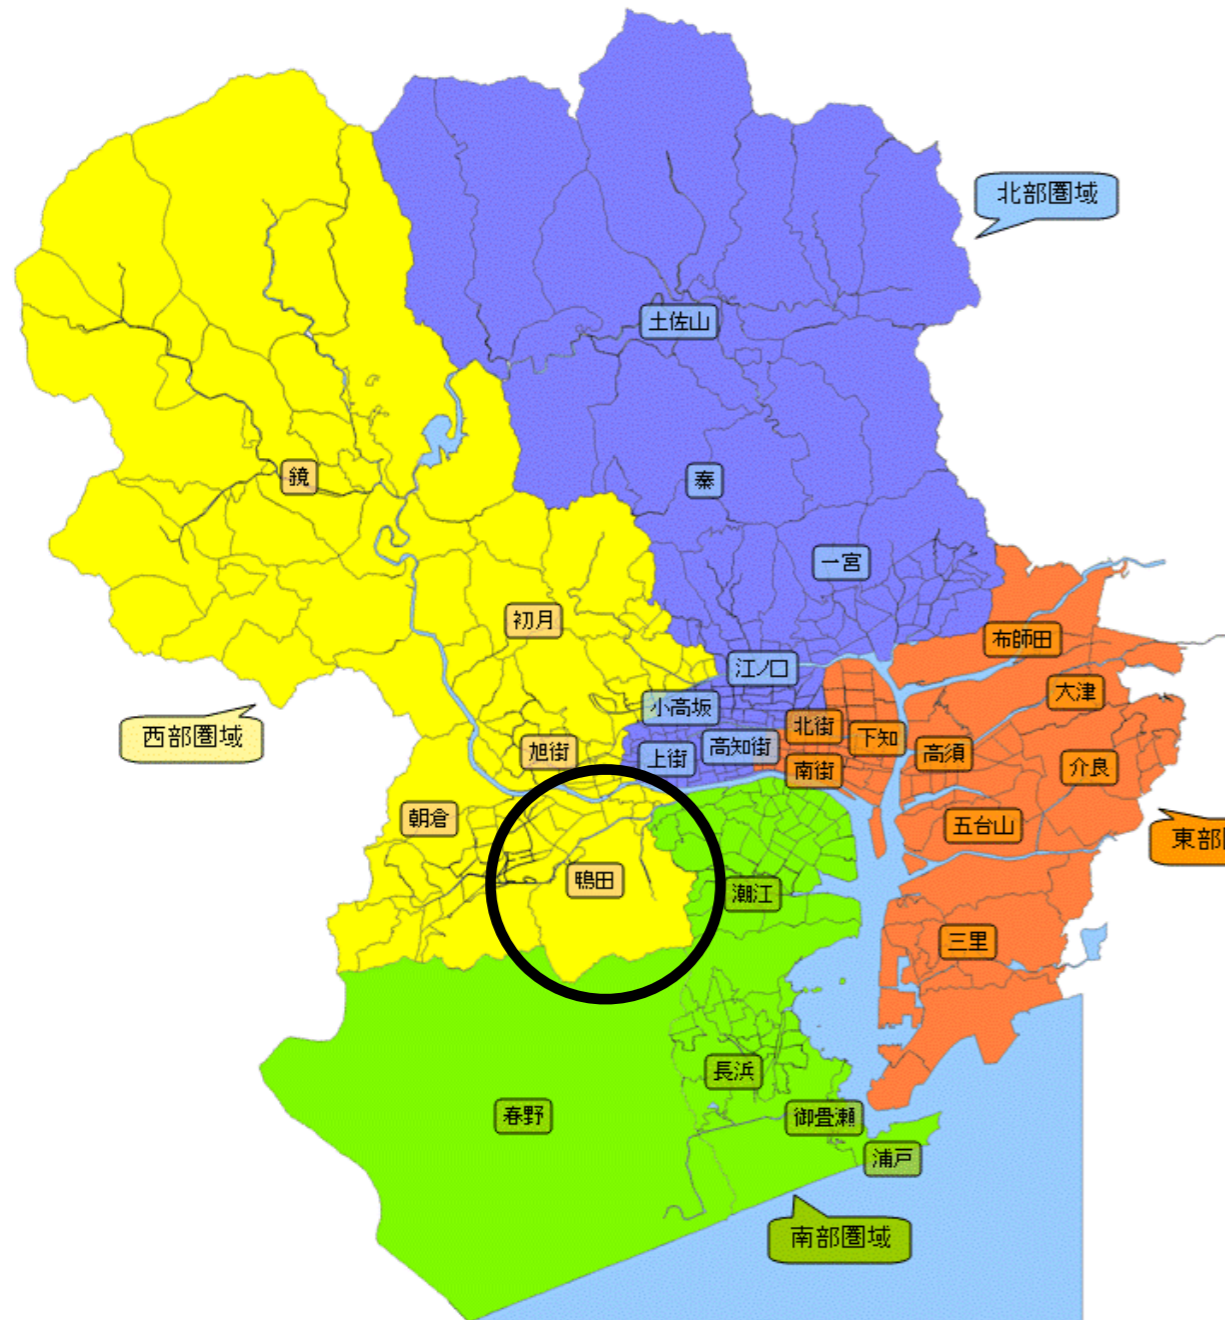 北部圏域
土佐山
鏡
秦
一宮
初月
布師田
江ノ口
大津
小高坂
北街
下知
西部圏域
旭街
上街
高知街
高須
南街
介良
朝倉
五台山
東部
鴨田
潮江
三里
長浜
春野
御畳瀬
浦戸
南部圏域